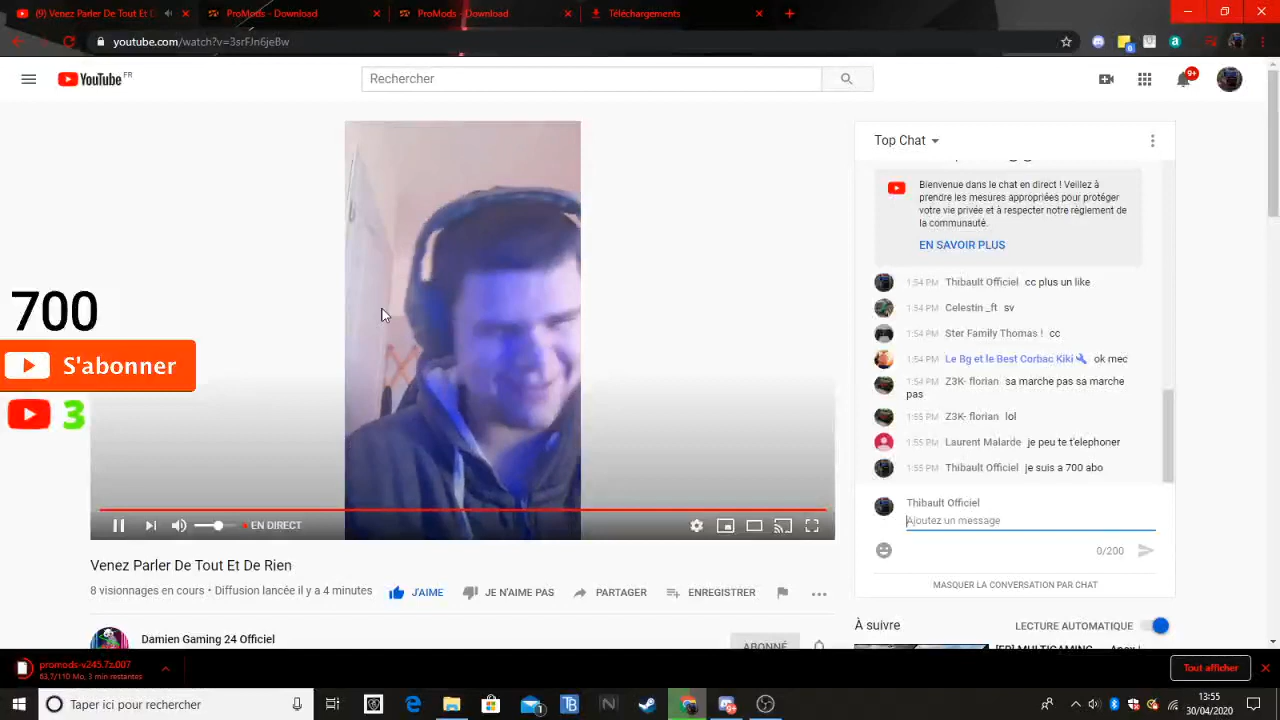 (9) Venez Parler De Tout Et D
ProMods - Download
ProMods - Download
Téléchargements
youtube.com/watch?v=3srFJn6jeBw
YouTube FR
Rechercher
9+
Top Chat
Bienvenue dans le chat en direct ! Veillez à
prendre les mesures appropriées pour protéger
votre vie privée et à respecter notre règlement de
la communauté.
EN SAVOIR PLUS
1:54 PM Thibault Officiel cc plus un like
1:54 PM Celestin _ft sv
1:54 PM Ster Family Thomas ! cc
1:54 PM Le Bg et le Best Corbac Kiki ok mec
1:54 PM Z3K- florian sa marche pas sa marche
pas
1:55 PM Z3K- florian lol
1:55 PM Laurent Malarde je peu te t'elephoner
1:55 PM Thibault Officiel je suis a 700 abo
Thibault Officiel
Ajoutez un message
0/200
MASQUER LA CONVERSATION PAR CHAT
700
S'abonner
3
EN DIRECT
Venez Parler De Tout Et De Rien
8 visionnages en cours • Diffusion lancée il y a 4 minutes
J'AIME
JE N'AIME PAS
PARTAGER
ENREGISTRER
Damien Gaming 24 Officiel
ABONNÉ
À suivre
LECTURE AUTOMATIQUE
promods-v245.7z.007
63,7/110 Mo, 3 min restantes
Tout afficher
Taper ici pour rechercher
13:55
30/04/2020